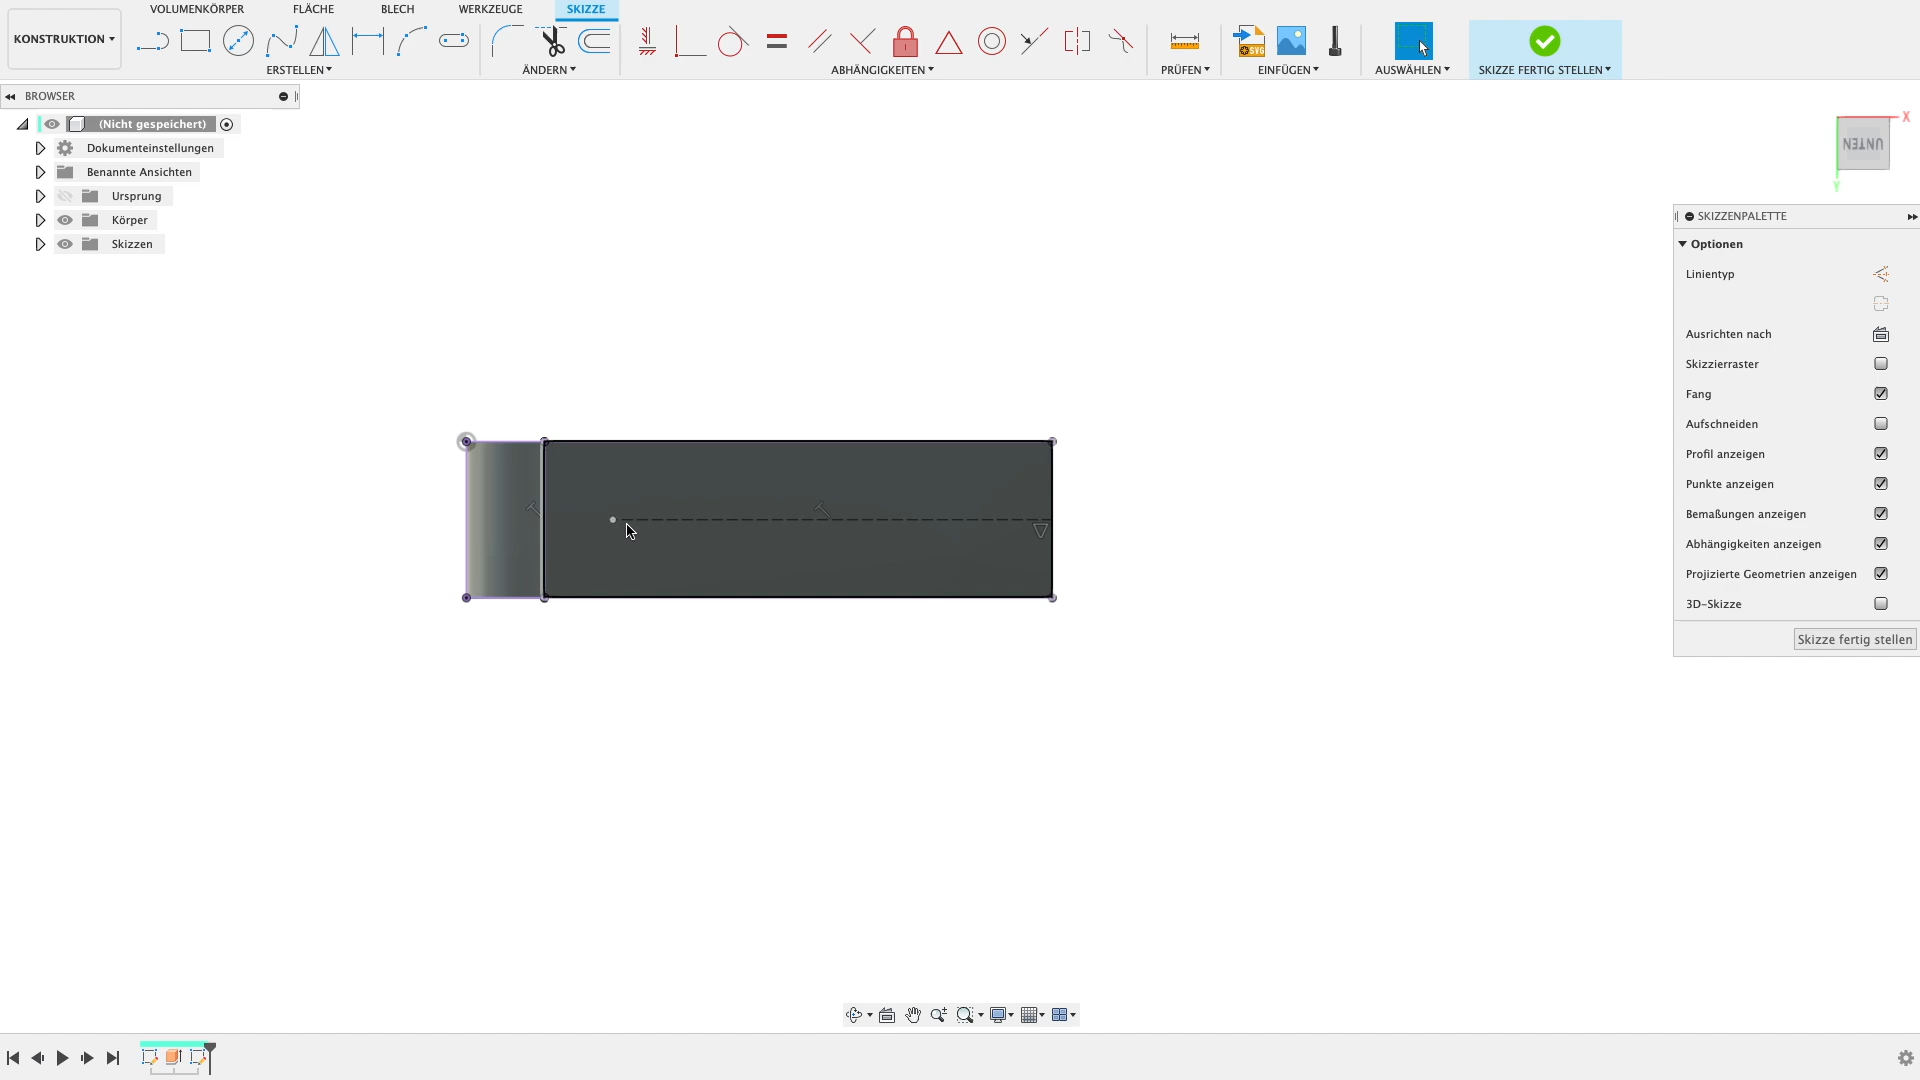 VOLUMENKÖRPER FLÄCHE BLECH WERKZEUGE SKIZZE
KONSTRUKTION
SVG
ERSTELLEN ÄNDERN ABHÄNGIGKEITEN PRÜFEN EINFÜGEN AUSWÄHLEN SKIZZE FERTIG STELLEN
BROWSER
(Nicht gespeichert)
Dokumenteinstellungen
Benannte Ansichten
Ursprung
Körper
Skizzen
X
UNTEN
Y
SKIZZENPALETTE
Optionen
Linientyp
Ausrichten nach
Skizzierraster
Fang
Aufschneiden
Profil anzeigen
Punkte anzeigen
Bemaßungen anzeigen
Abhängigkeiten anzeigen
Projizierte Geometrien anzeigen
3D-Skizze
Skizze fertig stellen